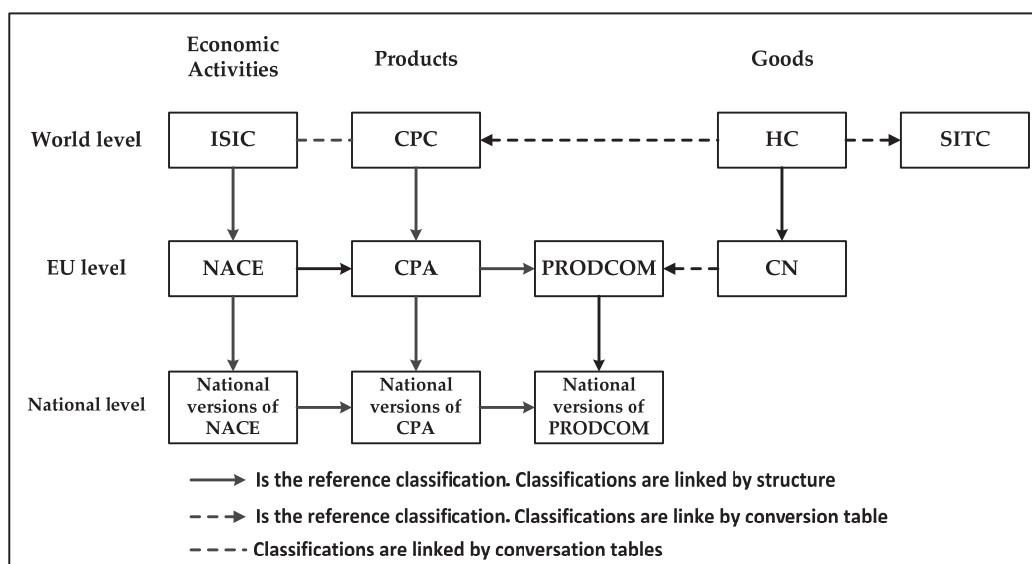 Economic
Activities
Products
Goods
World level
ISIC
CPC
HC
SITC
EU level
NACE
CPA
PRODCOM
CN
National level
National
versions of
NACE
National
versions of
CPA
National
versions of
PRODCOM
Is the reference classification. Classifications are linked by structure
Is the reference classification. Classifications are linke by conversion table
Classifications are linked by conversation tables